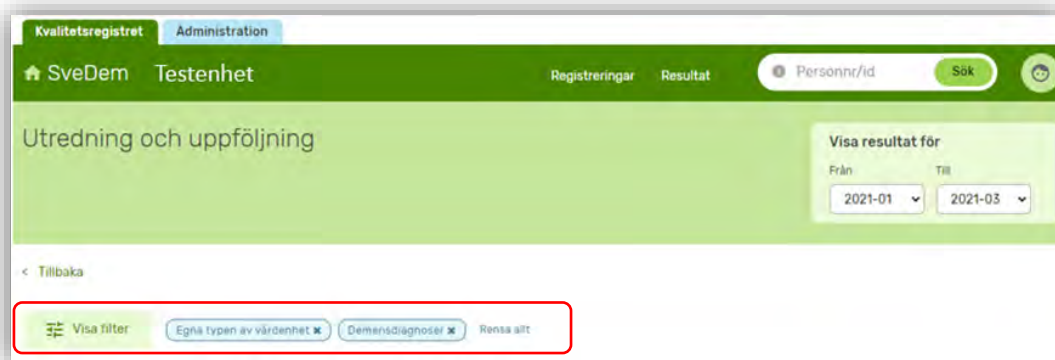 Kvalitetsregistret Administration
SveDem Testenhet Registreringar Resultat Personnr/id Sök
Utredning och uppföljning
Visa resultat för
Från Till
2021-01 2021-03
< Tillbaka
Visa filter Egna typen av vårdenhet × Demensdiagnoser × Rensa allt